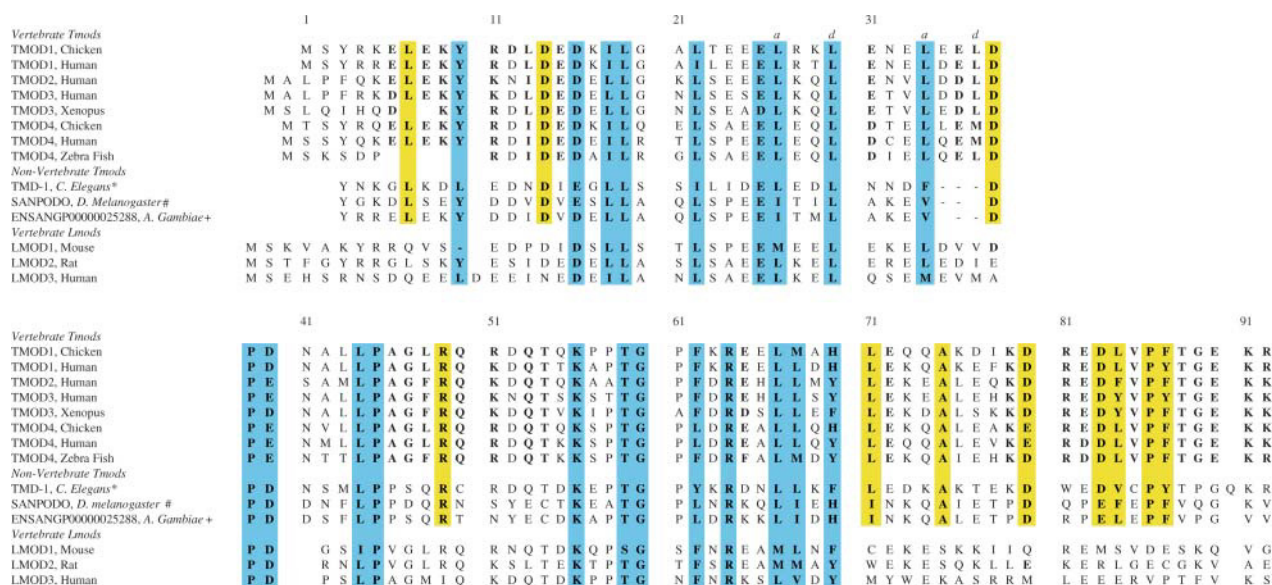 1 11 21 31
Vertebrate Tmods a d a d
TMOD1, Chicken M S Y R K E L E K Y R D L D E D K I L G A L T E E E L R K L E N E L E E L D
TMOD1, Human M S Y R R E L E K Y R D L D E D K I L G A I L E E E L R T L E N E L D E L D
TMOD2, Human M A L P F Q K E L E K Y K N I D E D E L L G K L S E E E L K Q L E N V L D D L D
TMOD3, Human M A L P F R K D L E K Y K D L D E D E L L G N L S E S E L K Q L E T V L D D L D
TMOD3, Xenopus M S L Q I H Q D K Y R D L D E D E L L G N L S E A D L K Q L E T V L E D L D
TMOD4, Chicken M T S Y R Q E L E K Y R D I D E D K I L Q E L S A E E L E Q L D T E L L E M D
TMOD4, Human M S S Y Q K E L E K Y R D I D E D E I L R T L S P E E L E Q L D C E L Q E M D
TMOD4, Zebra Fish M S K S D P R D I D E D A I L R G L S A E E L E Q L D I E L Q E L D
Non-Vertebrate Tmods
TMD-1, C. Elegans* Y N K G L K D L E D N D I E G L L S S I L I D E L E D L N N D F - - - D
SANPODO, D. Melanogaster # Y G K D L S E Y D D V D V E S L L A Q L S P E E I T I L A K E V - - D
ENSANGP00000025288, A. Gambiae + Y R R E L E K Y D D I D V D E L L A Q L S P E E I T M L A K E V - - D
Vertebrate Lmods
LMOD1, Mouse M S K V A K Y R R Q V S - E D P D I D S L L S T L S P E E M E E L E K E L D V V D
LMOD2, Rat M S T F G Y R R G L S K Y E S I D E D E L L A S L S A E E L K E L E R E L E D I E
LMOD3, Human M S E H S R N S D Q E E L D E E I N E D E I L A N L S A E E L K E L Q S E M E V M A
41 51 61 71 81 91
Vertebrate Tmods
TMOD1, Chicken P D N A L L P A G L R Q R D Q T Q K P P T G P F K R E E L M A H L E Q Q A K D I K D R E D L V P F T G E K R
TMOD1, Human P D N A L L P A G L R Q K D Q T T K A P T G P F K R E E L L D H L E K Q A K E F K D R E D L V P Y T G E K R
TMOD2, Human P E S A M L P A G F R Q K D Q T Q K A A T G P F D R E H L L M Y L E K E A L E Q K D R E D F V P F T G E K K
TMOD3, Human P E N A L L P A G F R Q K N Q T S K S T T G P F D R E H L L S Y L E K E A L E H K D R E D Y V P Y T G E K K
TMOD3, Xenopus P D N A L L P A G F R Q K D Q T V K I P T G A F D R D S L L E F L E K D A L S K K D R E D Y V P F T G E K K
TMOD4, Chicken P E N V L L P A G L R Q R D Q T Q K S P T G P L D R E A L L Q H L E K Q A L E A K E R E D L V P F T G E K K
TMOD4, Human P E N M L L P A G L R Q R D Q T K K S P T G P L D R E A L L Q Y L E Q Q A L E V K E R D D L V P F T G E K K
TMOD4, Zebra Fish P E N T T L P A G F R Q R D Q T K K S P T G P F D R F A L M D Y L E K Q A I E H K D R D D L V P F T G E K K
Non-Vertebrate Tmods
TMD-1, C. Elegans* P D N S M L P P S Q R C R D Q T D K E P T G P Y K R D N L L K F L E D K A K T E K D W E D V C P Y T P G Q K R
SANPODO, D. melanogaster # P D D N F L P P D Q R N S Y E C T K E A T G P L N R K Q L I E H I N K Q A I E T P D Q P E F E P F V Q G K V
ENSANGP00000025288, A. Gambiae + P D D S F L P P S Q R T N Y E C D K A P T G P L D R K K L I D H I N K Q A L E T P D R P E L E P F V P G V V
Vertebrate Lmods
LMOD1, Mouse P D G S I P V G L R Q R N Q T D K Q P S G S F N R E A M L N F C E K E S K K I I Q R E M S V D E S K Q V G
LMOD2, Rat P D R N L P V G L R Q K S L T E K T P T G T F S R E A M M A Y W E K E S Q K L L E K E R L G E C G K V A E
LMOD3, Human P D P S L P A G M I Q K D Q T D K P P T G N F N R K S L V D Y M Y W E K A S R R M L E E E R V P T E K